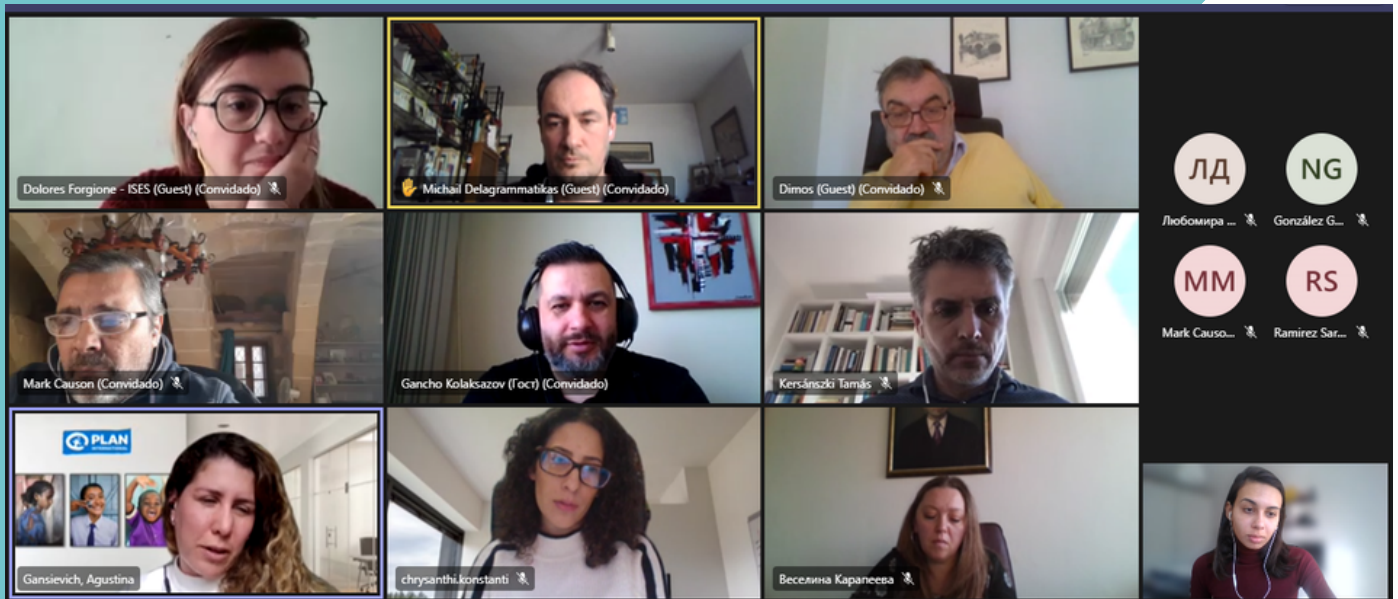 Dolores Forgione - ISES (Guest) (Convidado)
Michail Delagrammatikas (Guest) (Convidado)
Dimos (Guest) (Convidado)
ЛД
NG
Любомира ...
González G...
MM
RS
Mark Causo...
Ramirez Sar...
Mark Causon (Convidado)
Gancho Kolaksazov (Гост) (Convidado)
Kersánszki Tamás
PLAN
INTERNATIONAL
Gansievich, Agustina
chrysanthi.konstanti
Веселина Карапеева